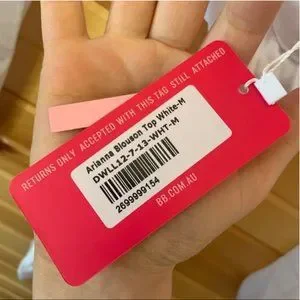 RETURNS ONLY ACCEPTED WITH THIS TAG STILL ATTACHED
Arianna Blouson Top White-M
DWLL12-7-13-WHT-M
2699999154
BB.COM.AU